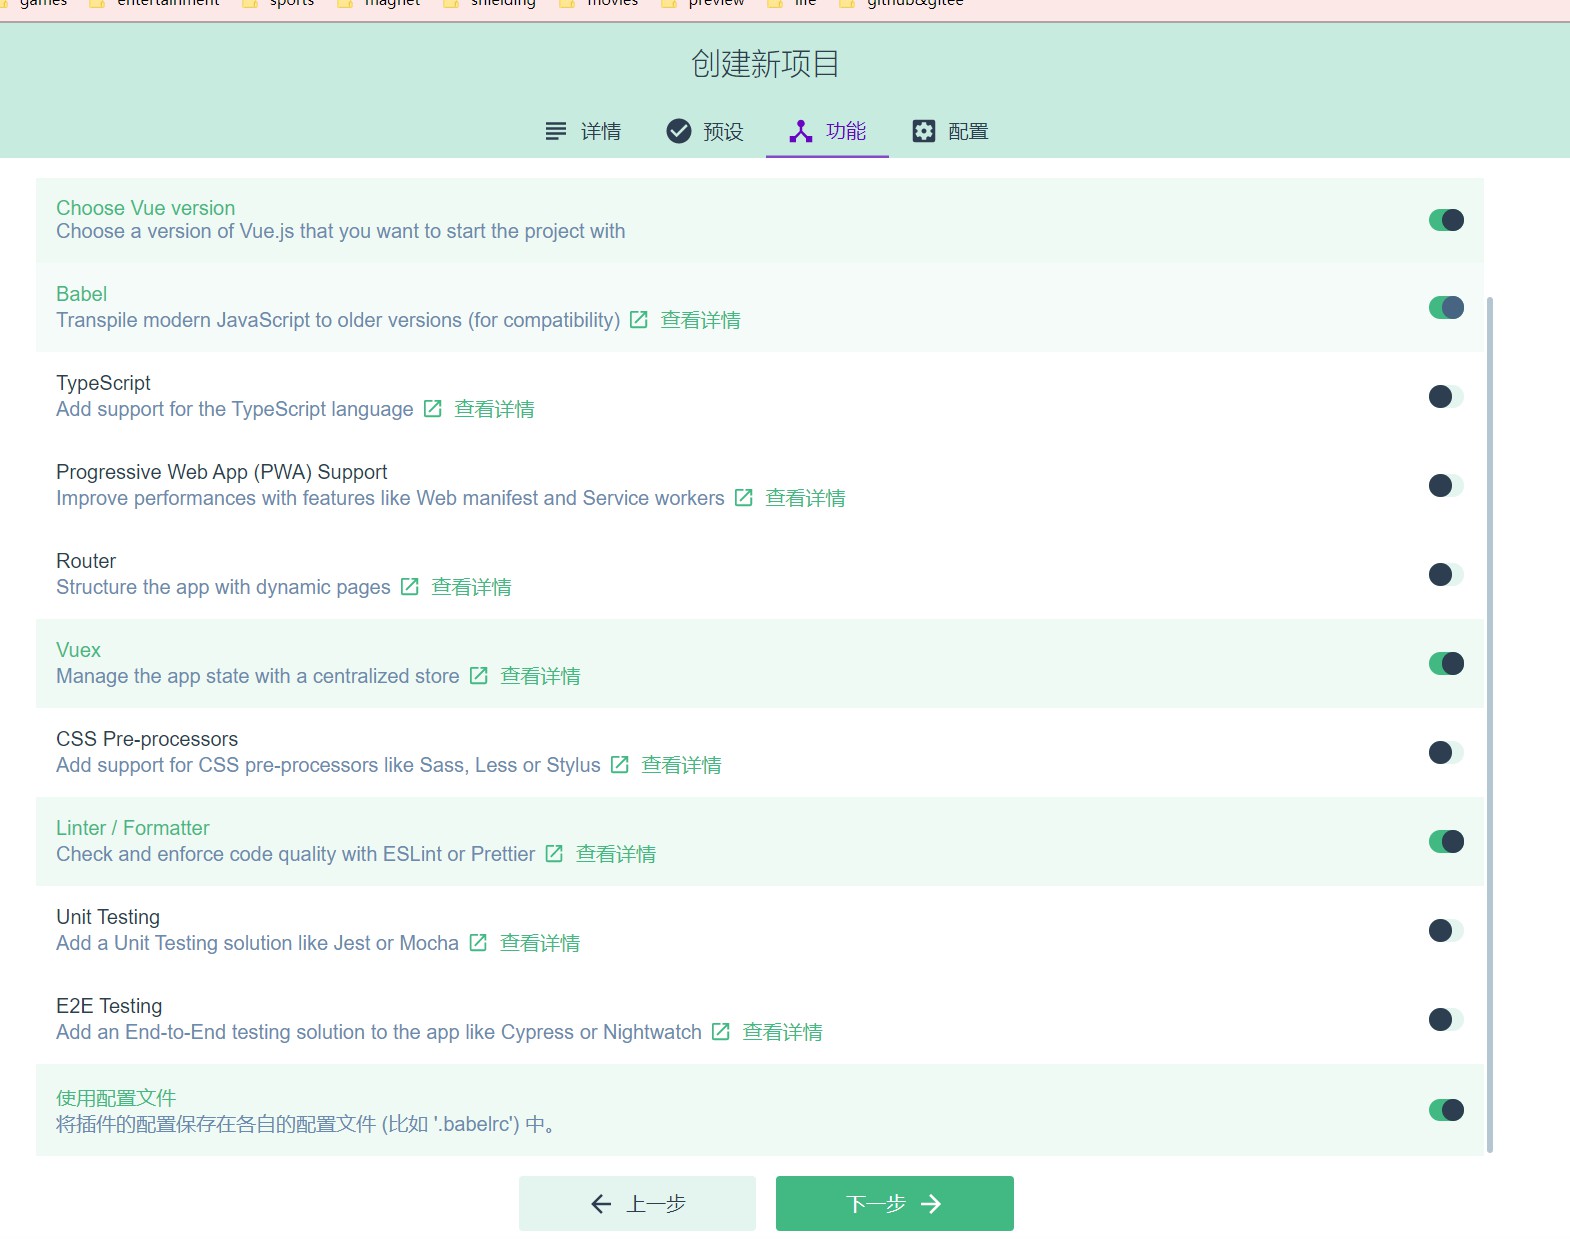 games entertainment sports magnet shielding movies preview life github&gitee
创建新项目
详情 预设 功能 配置
Choose Vue version
Choose a version of Vue.js that you want to start the project with
Babel
Transpile modern JavaScript to older versions (for compatibility) 查看详情
TypeScript
Add support for the TypeScript language 查看详情
Progressive Web App (PWA) Support
Improve performances with features like Web manifest and Service workers 查看详情
Router
Structure the app with dynamic pages 查看详情
Vuex
Manage the app state with a centralized store 查看详情
CSS Pre-processors
Add support for CSS pre-processors like Sass, Less or Stylus 查看详情
Linter / Formatter
Check and enforce code quality with ESLint or Prettier 查看详情
Unit Testing
Add a Unit Testing solution like Jest or Mocha 查看详情
E2E Testing
Add an End-to-End testing solution to the app like Cypress or Nightwatch 查看详情
使用配置文件
将插件的配置保存在各自的配置文件 (比如 '.babelrc') 中。
上一步 下一步